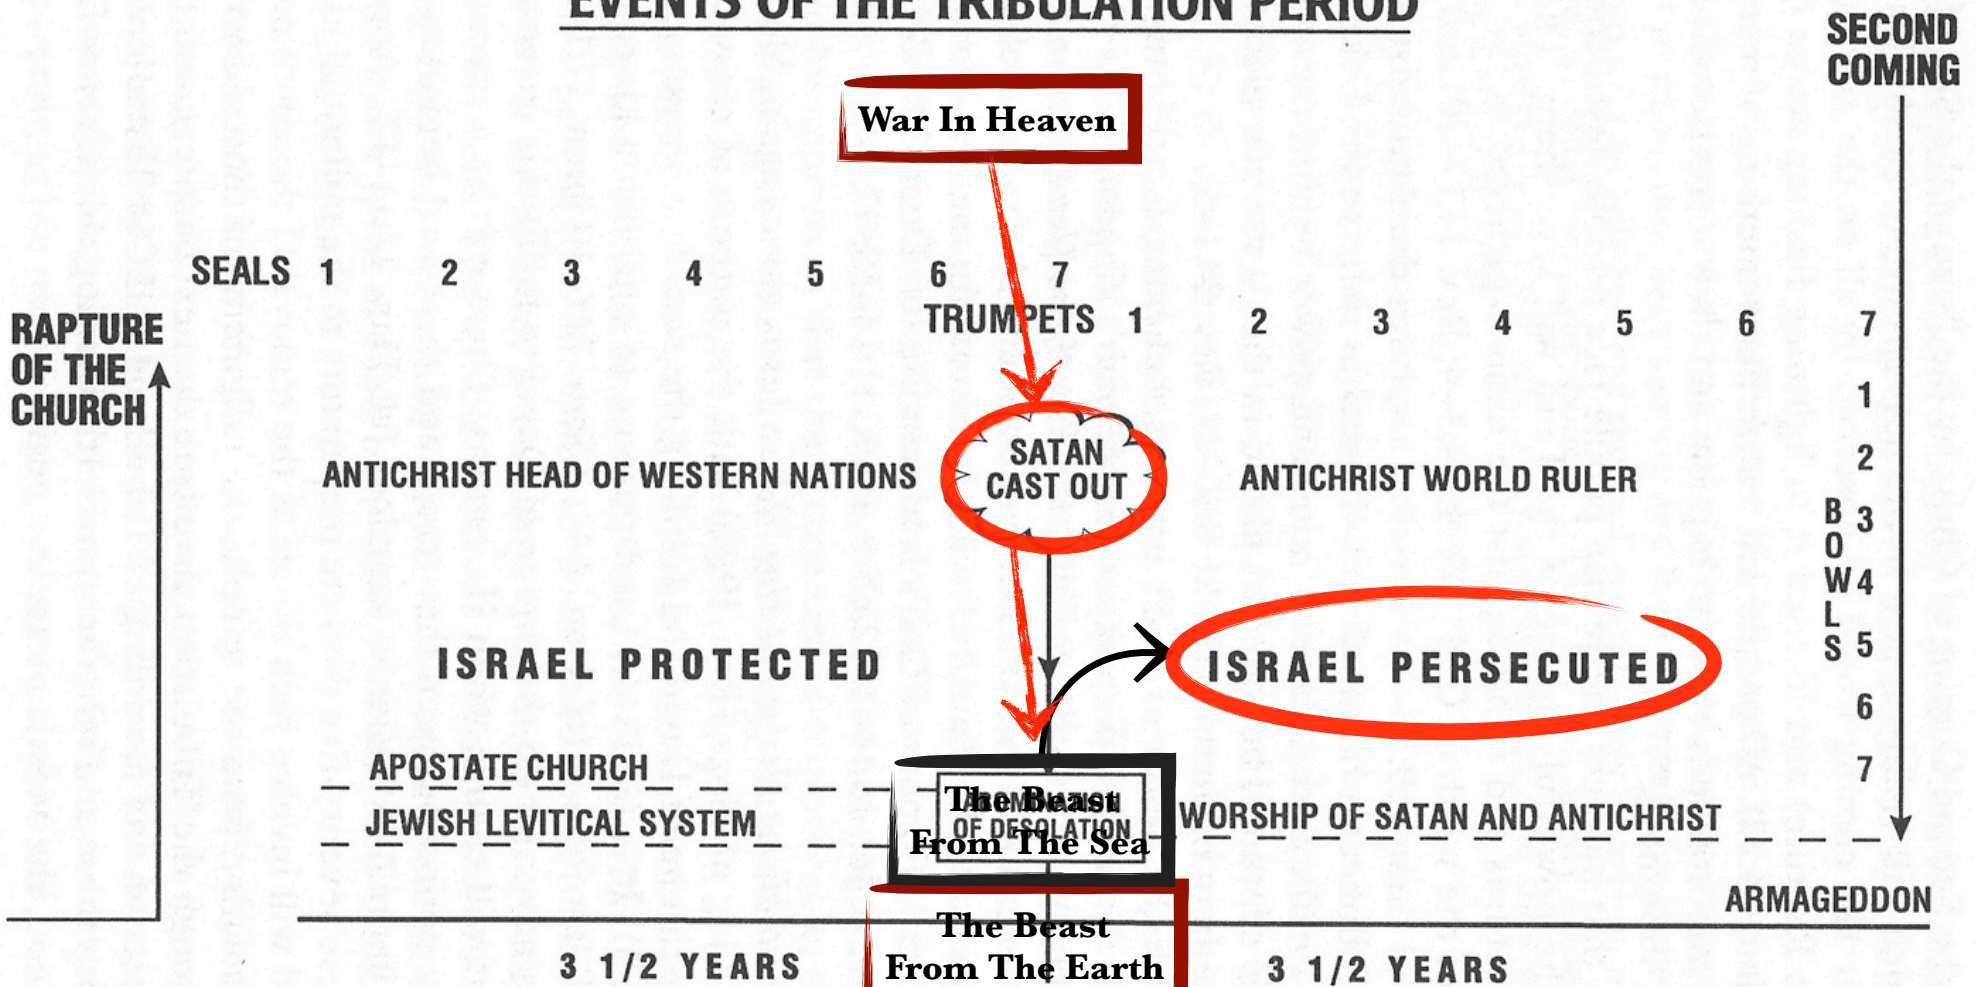 EVENTS OF THE TRIBULATION PERIOD
SECOND
COMING
War In Heaven
SEALS 1 2 3 4 5 6 7
TRUMPETS 1 2 3 4 5 6 7
RAPTURE
OF THE
CHURCH
1
2
3
4
5
6
7
BOWLS
SATAN
CAST OUT
ANTICHRIST HEAD OF WESTERN NATIONS
ANTICHRIST WORLD RULER
ISRAEL PROTECTED
ISRAEL PERSECUTED
APOSTATE CHURCH
JEWISH LEVITICAL SYSTEM
ABOMINATION
OF DESOLATION
The Beast
From The Sea
WORSHIP OF SATAN AND ANTICHRIST
ARMAGEDDON
The Beast
From The Earth
3 1/2 YEARS
3 1/2 YEARS